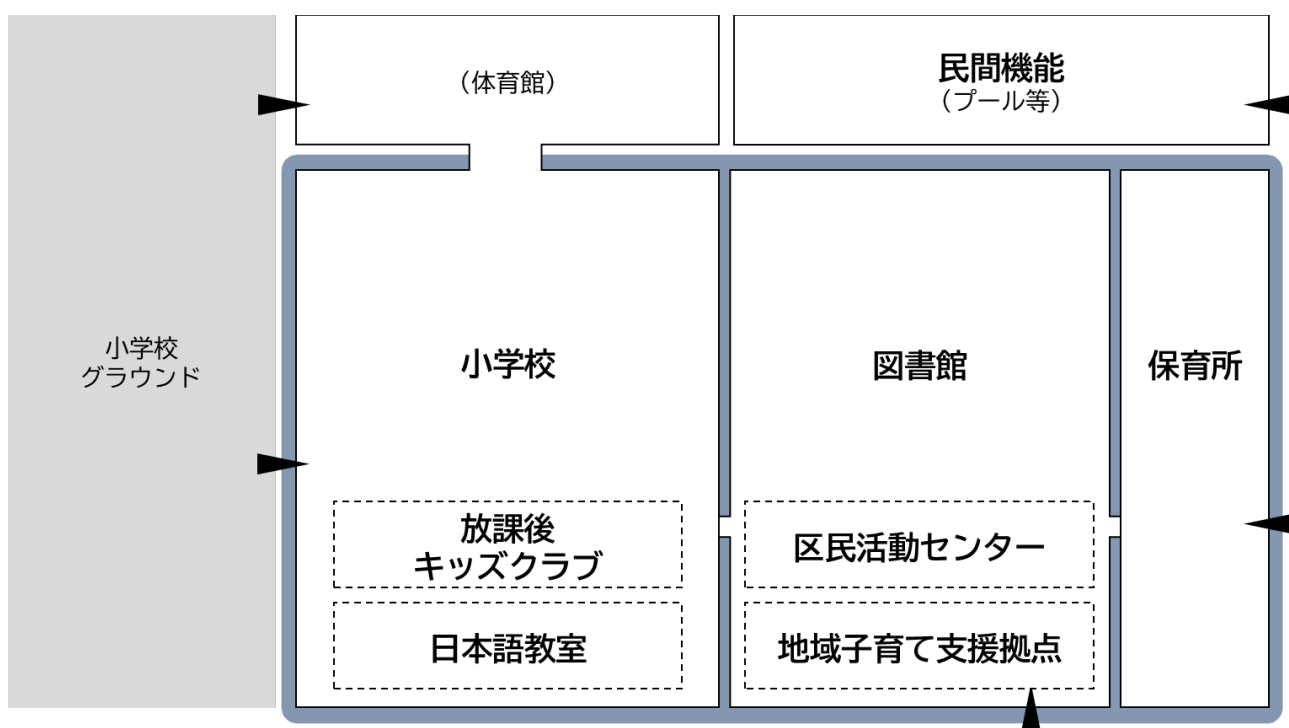 （体育館）
民間機能
（プール等）
小学校
グラウンド
小学校
図書館
保育所
放課後
キッズクラブ
区民活動センター
日本語教室
地域子育て支援拠点